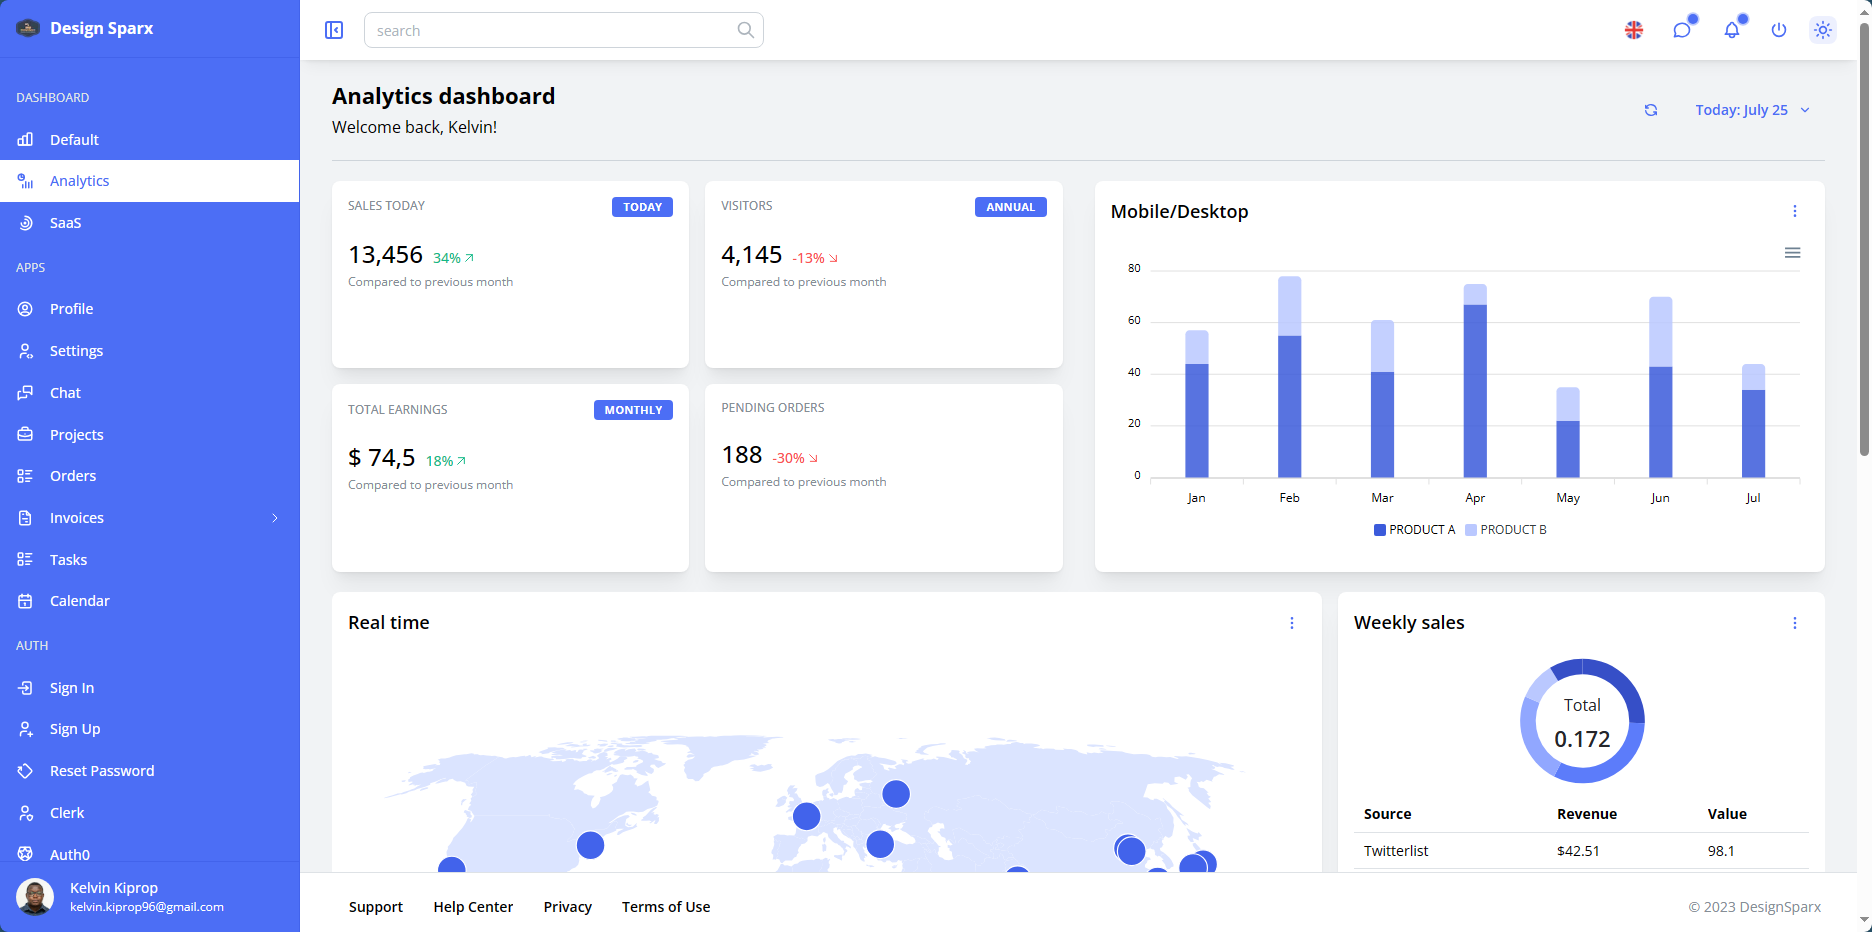 Design Sparx
DASHBOARD
Default
Analytics
SaaS
APPS
Profile
Settings
Chat
Projects
Orders
Invoices
Tasks
Calendar
AUTH
Sign In
Sign Up
Reset Password
Clerk
Auth0
Kelvin Kiprop
kelvin.kiprop96@gmail.com
search
Analytics dashboard
Welcome back, Kelvin!
Today: July 25
SALES TODAY
TODAY
13,456 34%
Compared to previous month
VISITORS
ANNUAL
4,145 -13%
Compared to previous month
TOTAL EARNINGS
MONTHLY
$ 74,5 18%
Compared to previous month
PENDING ORDERS
188 -30%
Compared to previous month
Mobile/Desktop
80
60
40
20
0
Jan Feb Mar Apr May Jun Jul
PRODUCT A PRODUCT B
Real time
Weekly sales
Total
0.172
Source Revenue Value
Twitterlist $42.51 98.1
Support Help Center Privacy Terms of Use
© 2023 DesignSparx